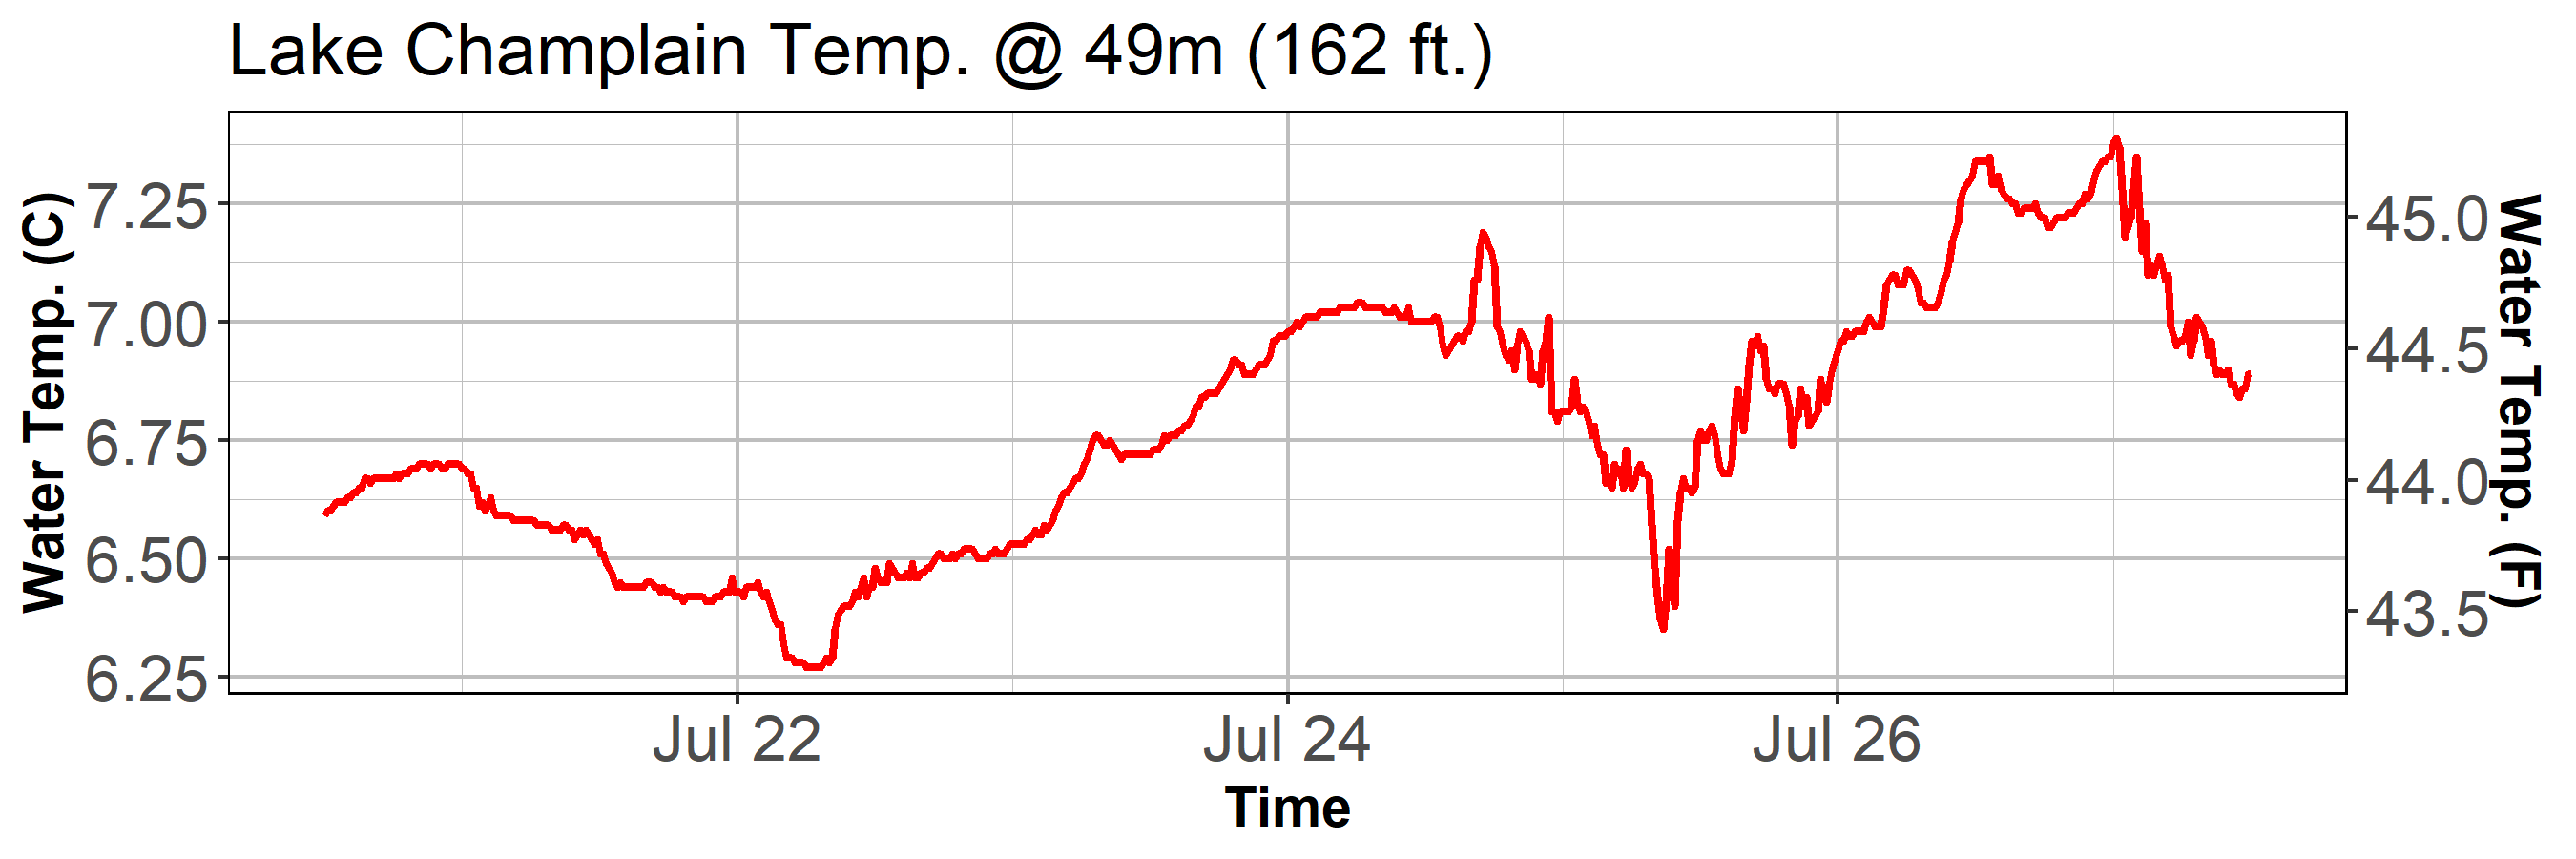 Lake Champlain Temp. @ 49m (162 ft.)
Water Temp. (C)
7.25
7.00
6.75
6.50
6.25
45.0
44.5
44.0
43.5
Water Temp. (F)
Jul 22
Jul 24
Jul 26
Time